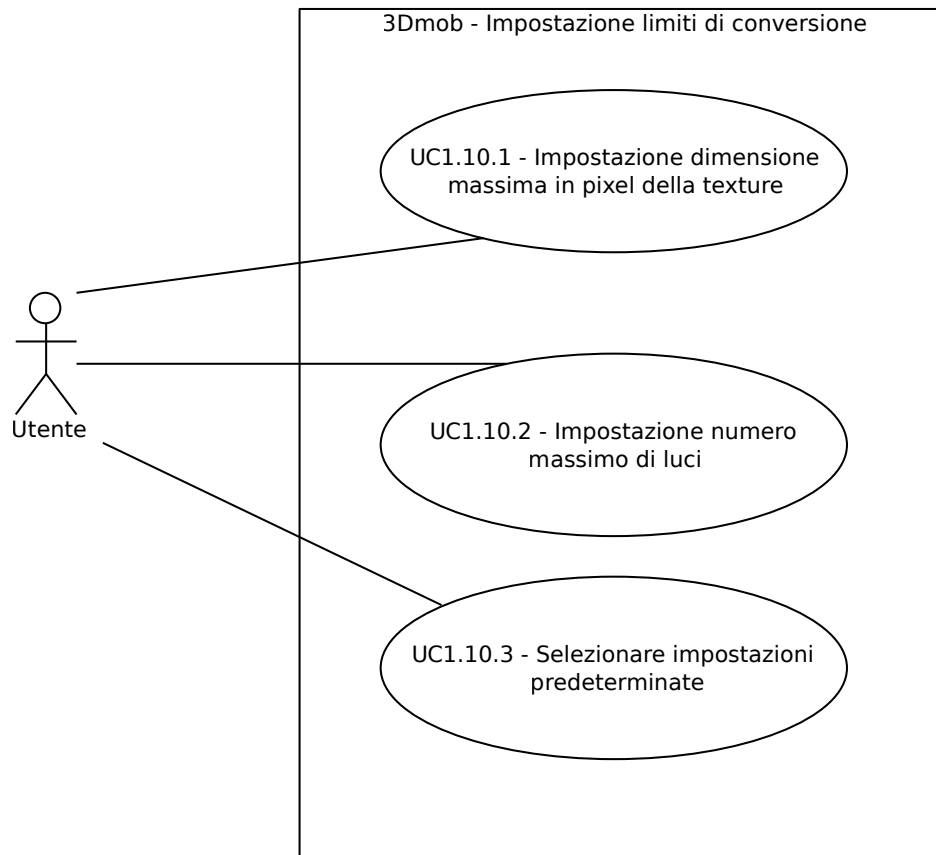 3Dmob - Impostazione limiti di conversione
UC1.10.1 - Impostazione dimensione
massima in pixel della texture
UC1.10.2 - Impostazione numero
massimo di luci
Utente
UC1.10.3 - Selezionare impostazioni
predeterminate